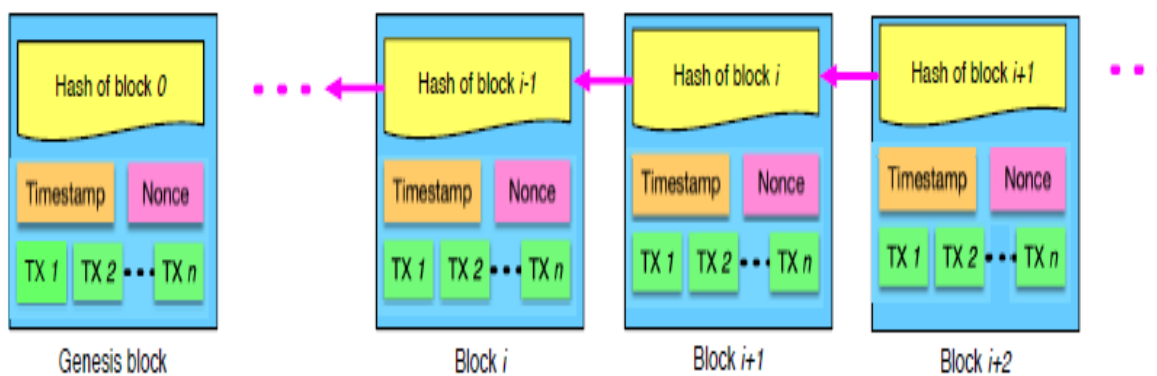 Hash of block 0
Timestamp Nonce
TX 1 TX 2 TX n
Genesis block
Hash of block i-1
Timestamp Nonce
TX 1 TX 2 TX n
Block i
Hash of block i
Timestamp Nonce
TX 1 TX 2 TX n
Block i+1
Hash of block i+1
Timestamp Nonce
TX 1 TX 2 TX n
Block i+2